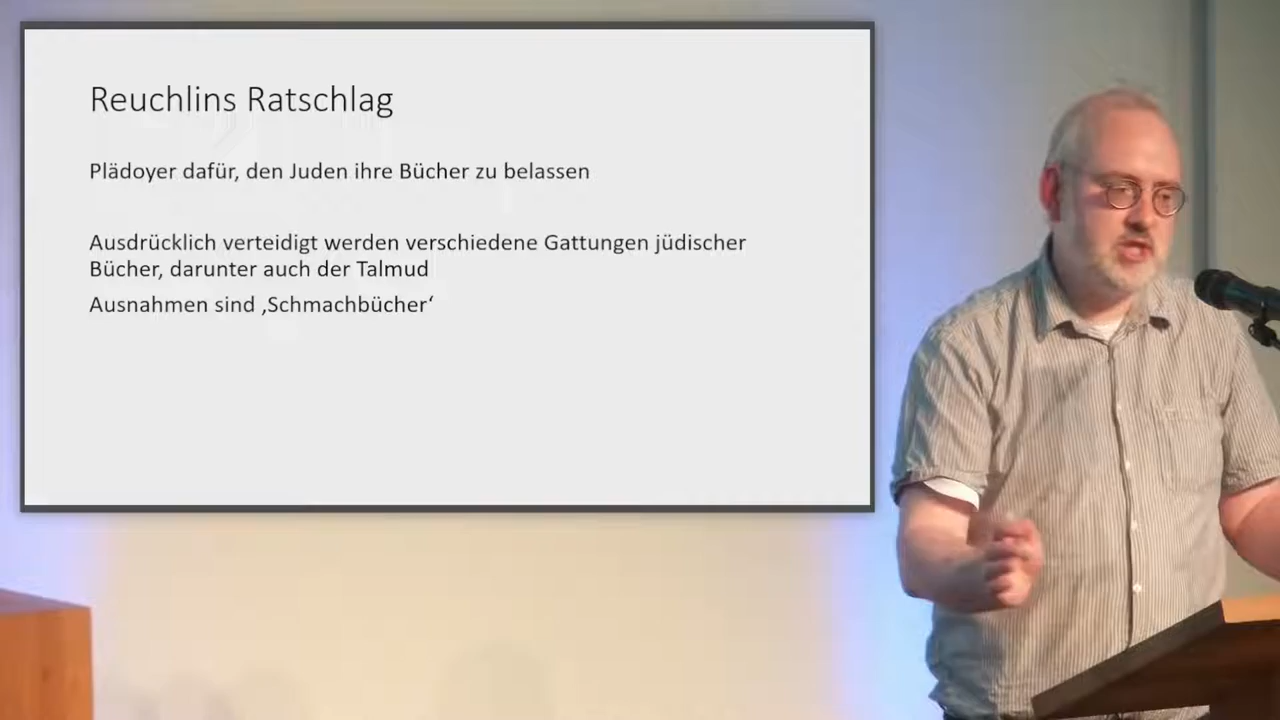 Reuchlins Ratschlag
Plädoyer dafür, den Juden ihre Bücher zu belassen
Ausdrücklich verteidigt werden verschiedene Gattungen jüdischer
Bücher, darunter auch der Talmud
Ausnahmen sind ‚Schmachbücher‘